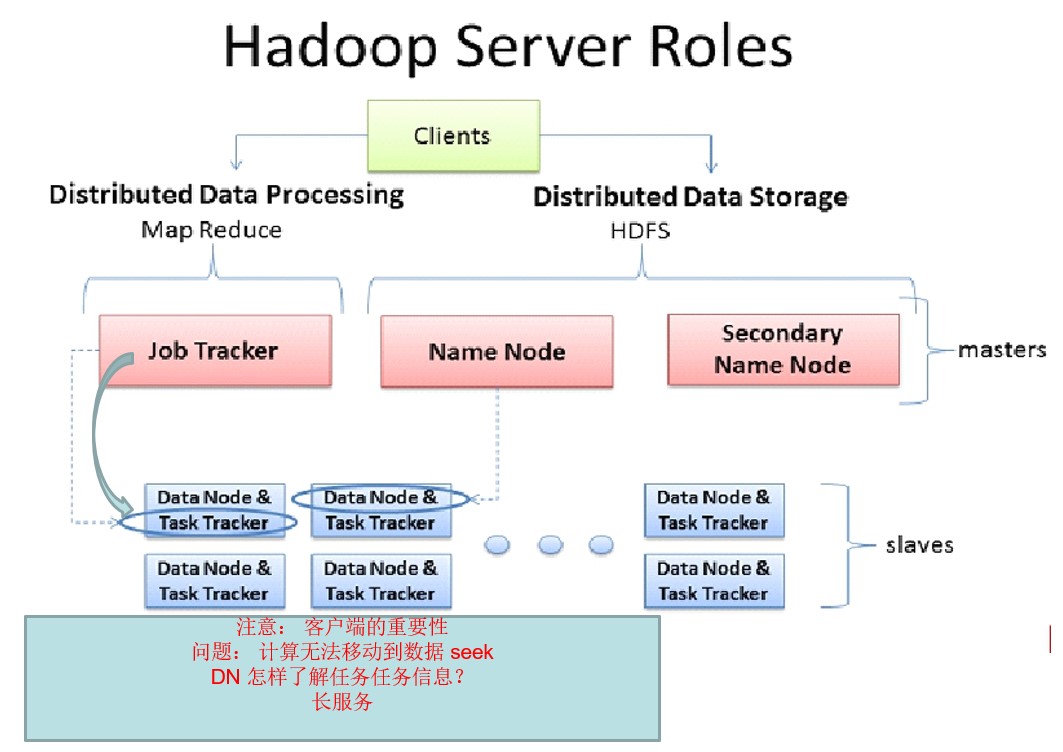 Hadoop Server Roles
Clients
Distributed Data Processing
Map Reduce
Distributed Data Storage
HDFS
Job Tracker
Name Node
Secondary
Name Node
masters
Data Node &
Task Tracker
Data Node &
Task Tracker
Data Node &
Task Tracker
slaves
Data Node &
Task Tracker
Data Node &
Task Tracker
Data Node &
Task Tracker
注意： 客户端的重要性
问题： 计算无法移动到数据 seek
DN 怎样了解任务任务信息？
长服务